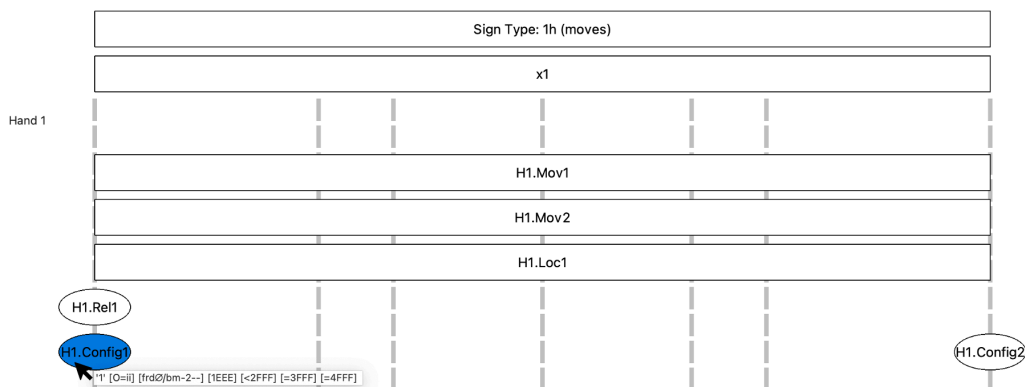 Sign Type: 1h (moves)
x1
Hand 1
H1.Mov1
H1.Mov2
H1.Loc1
H1.Rel1
H1.Config1
H1.Config2
'1' [O=ii] [frd∅/bm-2--] [1EEE] [<2FFF] [=3FFF] [=4FFF]